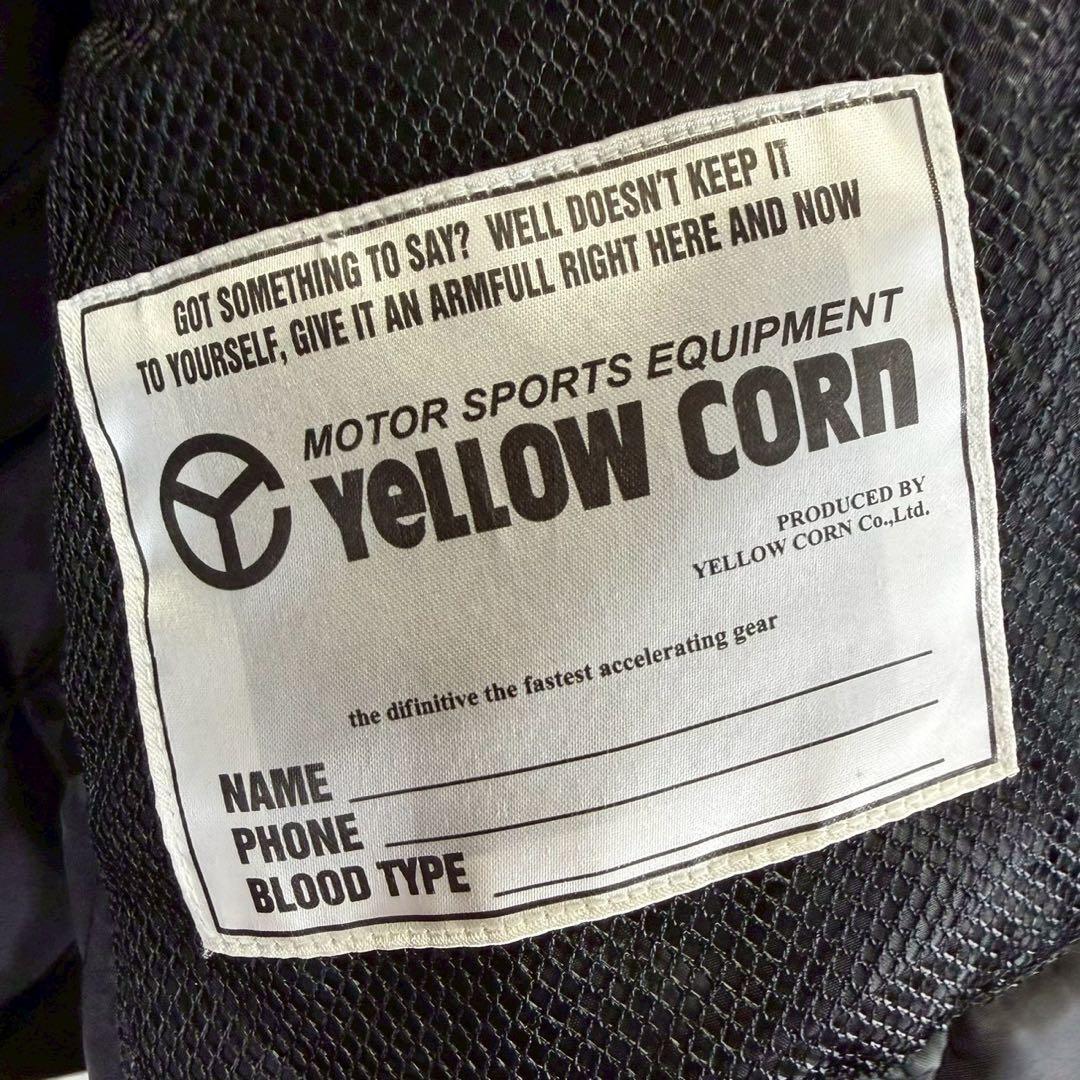 GOT SOMETHING TO SAY? WELL DOESN'T KEEP IT
TO YOURSELF, GIVE IT AN ARMFULL RIGHT HERE AND NOW
MOTOR SPORTS EQUIPMENT
YeLLOW CORn
PRODUCED BY
YELLOW CORN Co.,Ltd.
the difinitive the fastest accelerating gear
NAME
PHONE
BLOOD TYPE